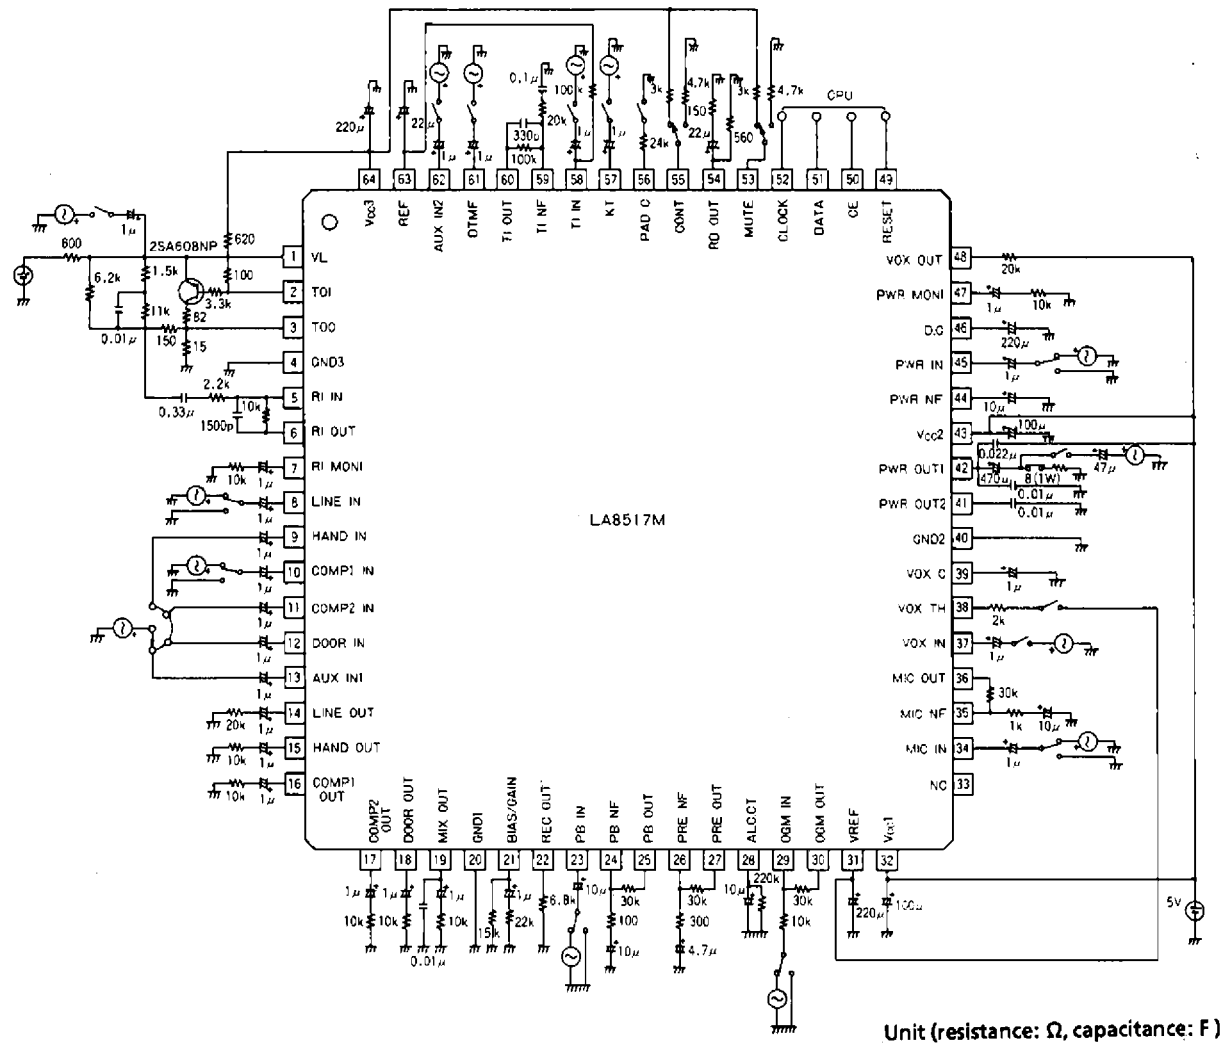 CPU
0.1μ
100k
3k
4.7k
3k
4.7k
220μ
22μ
1μ
1μ
330p
20k
100k
1μ
1μ
24k
150
22μ
560
64 63 62 61 60 59 58 57 56 55 54 53 52 51 50 49
Vcc3
REF
AUX IN2
DTMF
TI OUT
TI NF
TI IN
KT
PAD C
CONT
RD OUT
MUTE
CLOCK
DATA
CE
RESET
1μ
2SA608NP
600
620
6.2k
1.5k
100
3.3k
11k
82
0.01μ
150
15
2.2k
0.33μ
10k
1500p
1 VL
2 TOI
3 TOO
4 GND3
5 RI IN
6 RI OUT
7 RI MONI
10k
1μ
8 LINE IN
1μ
9 HAND IN
1μ
10 COMP1 IN
1μ
11 COMP2 IN
1μ
12 DOOR IN
1μ
13 AUX IN1
1μ
14 LINE OUT
20k
1μ
15 HAND OUT
10k
1μ
16 COMP1 OUT
10k
1μ
LA8517M
VOX OUT 48
20k
PWR MONI 47
1μ
10k
D.C 46
220μ
PWR IN 45
1μ
PWR NF 44
10μ
Vcc2 43
100μ
0.022μ
PWR OUT1 42
470μ
8(1W)
47μ
0.01μ
PWR OUT2 41
0.01μ
GND2 40
VOX C 39
1μ
VOX TH 38
2k
VOX IN 37
1μ
MIC OUT 36
30k
MIC NF 35
1k
10μ
MIC IN 34
1μ
NC 33
COMP2 OUT
DOOR OUT
MIX OUT
GND1
BIAS/GAIN
REC OUT
PB IN
PB NF
PB OUT
PRE NF
PRE OUT
ALCCT
OGM IN
OGM OUT
VREF
Vcc1
17 18 19 20 21 22 23 24 25 26 27 28 29 30 31 32
1μ
10k
1μ
10k
1μ
10k
0.01μ
15k
1μ
22k
6.8k
10μ
30k
100
10μ
30k
300
4.7μ
10μ
220k
30k
10k
220μ
100μ
5V
Unit (resistance: Ω, capacitance: F)